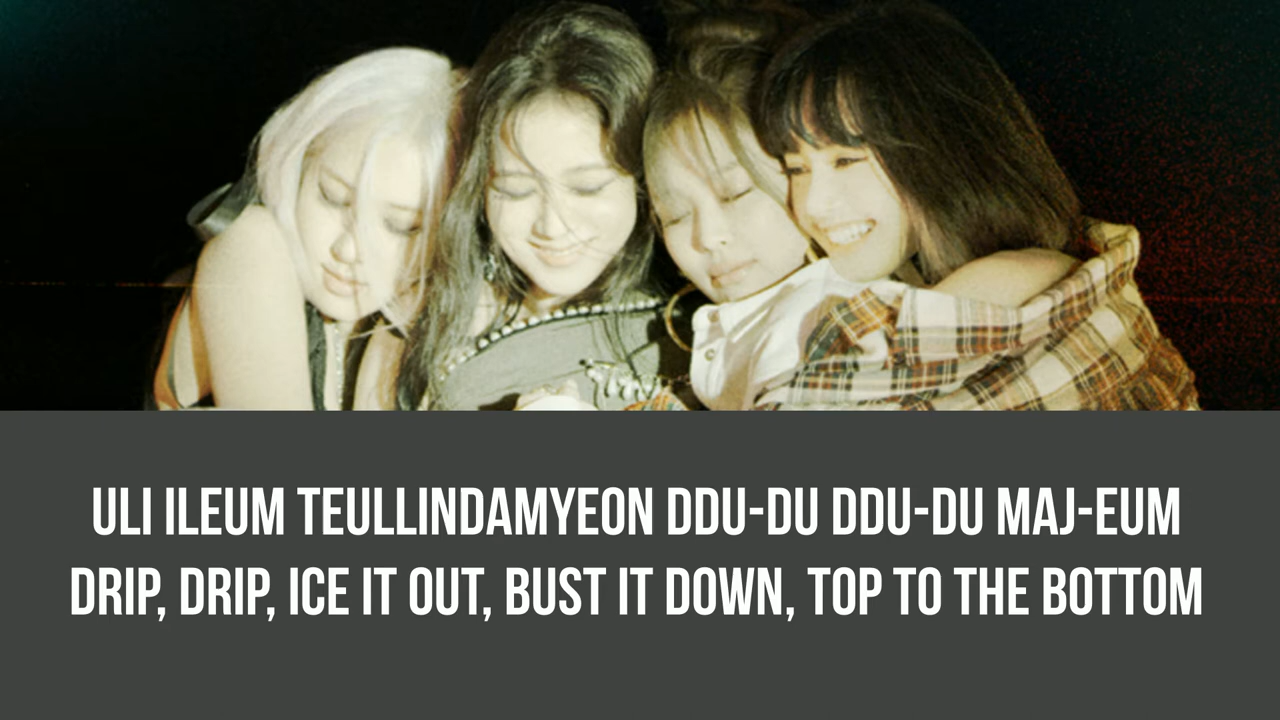 ULI ILEUM TEULLINDAMYEON DDU-DU DDU-DU MAJ-EUM
DRIP, DRIP, ICE IT OUT, BUST IT DOWN, TOP TO THE BOTTOM